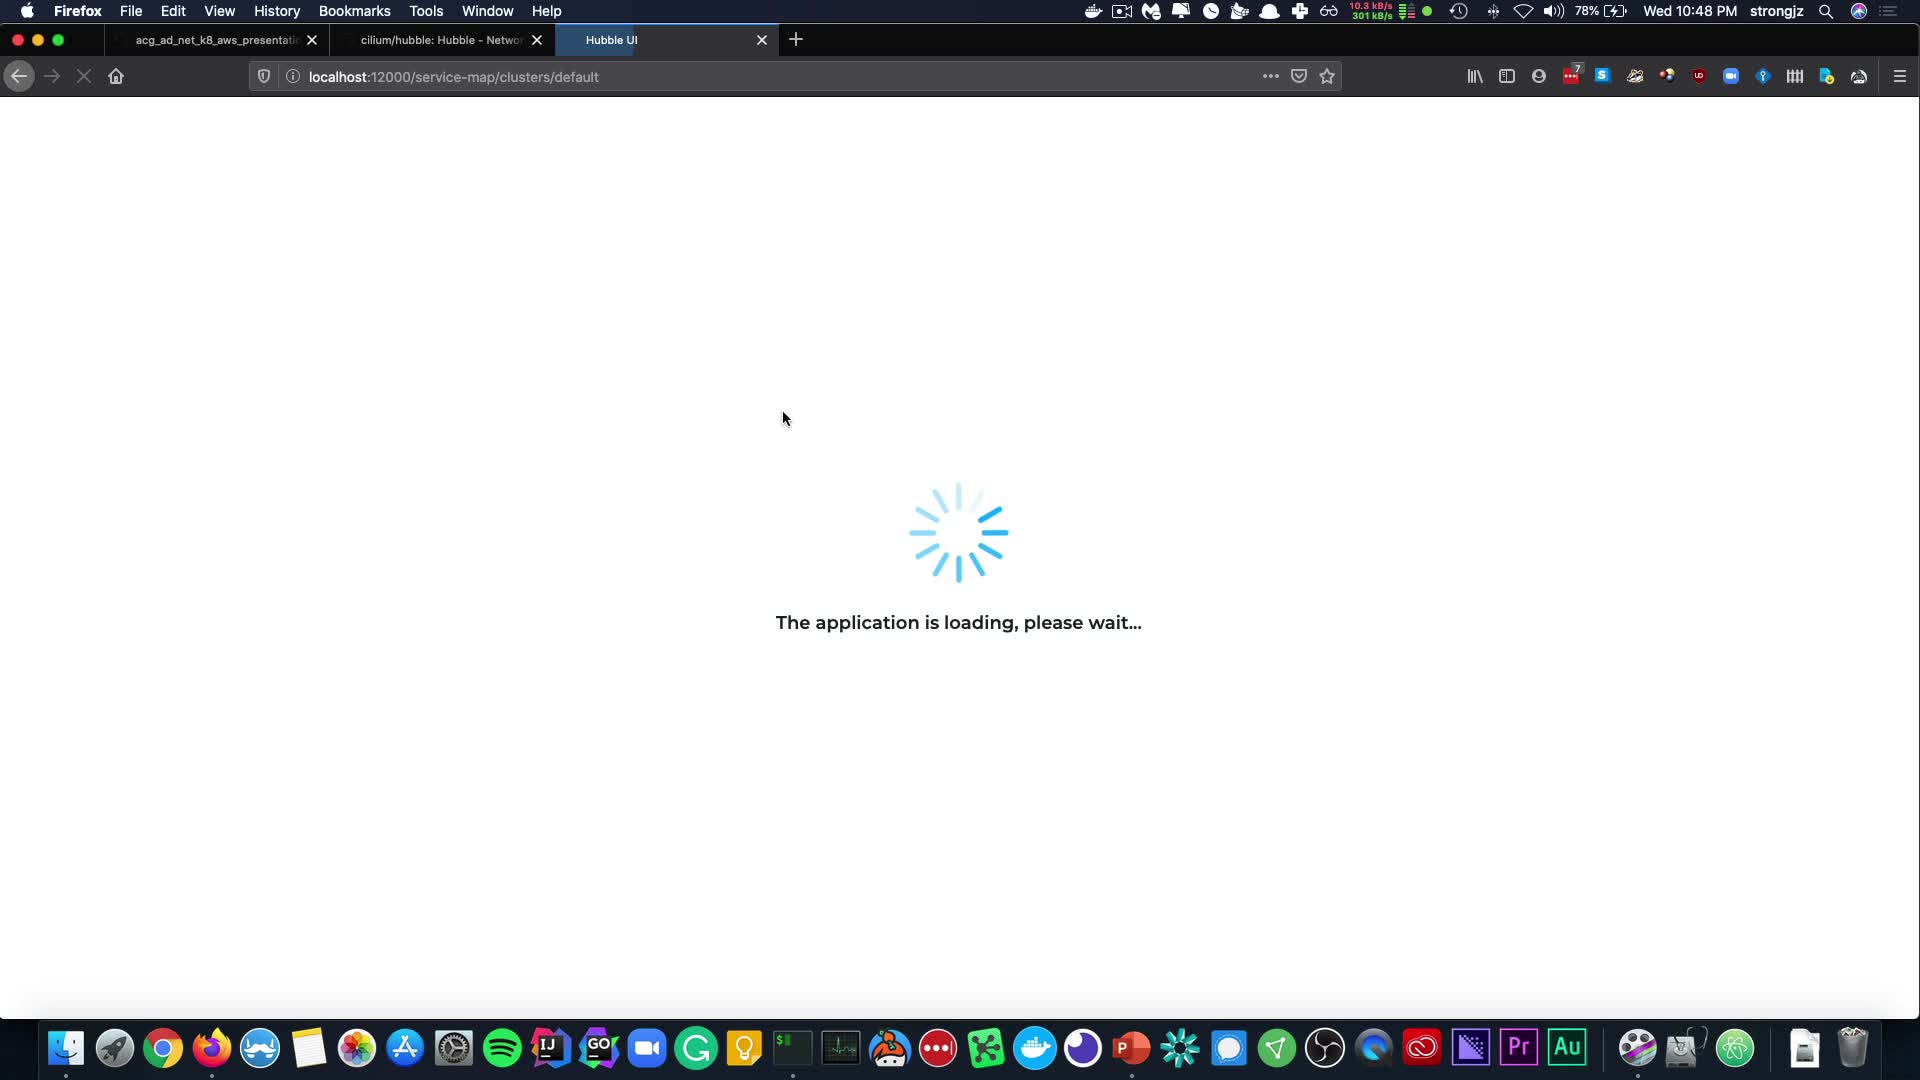 Firefox File Edit View History Bookmarks Tools Window Help
10.3 kB/s
301 kB/s
78%
Wed 10:48 PM strongjz
acg_ad_net_k8_aws_presentati
cilium/hubble: Hubble - Networ
Hubble UI
localhost:12000/service-map/clusters/default
7
S
UD
The application is loading, please wait...
IJ
GO
$
P
Pr
Au